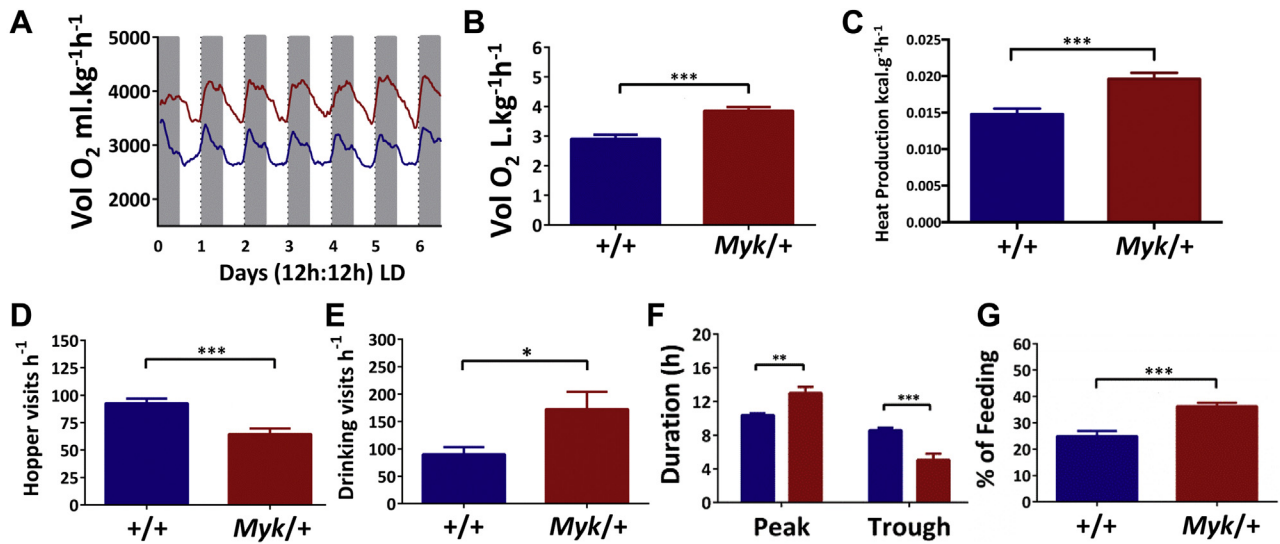 A
Vol O₂ ml.kg⁻¹h⁻¹
5000
4000
3000
2000
0 1 2 3 4 5 6
Days (12h:12h) LD
B
Vol O₂ L.kg⁻¹h⁻¹
6
5
4
3
2
1
0
***
+/+ Myk/+
C
Heat Production kcal.g⁻¹h⁻¹
0.025
0.020
0.015
0.010
0.005
0.000
***
+/+ Myk/+
D
Hopper visits h⁻¹
150
125
100
75
50
25
0
***
+/+ Myk/+
E
Drinking visits h⁻¹
300
250
200
150
100
50
0
*
+/+ Myk/+
F
Duration (h)
20
16
12
8
4
0
**
***
Peak Trough
G
% of Feeding
60
50
40
30
20
10
0
***
+/+ Myk/+